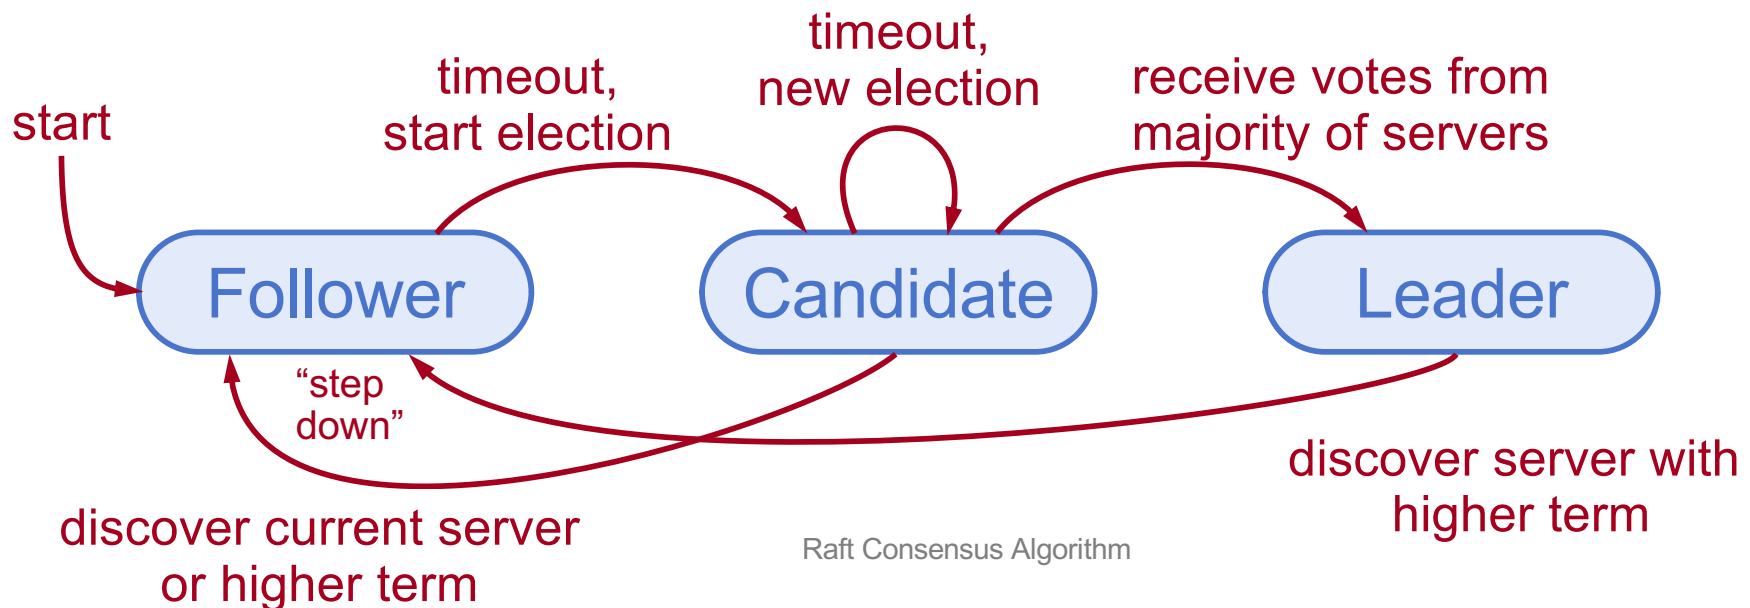 start
timeout,
start election
timeout,
new election
receive votes from
majority of servers
Follower
Candidate
Leader
“step
down”
discover current server
or higher term
discover server with
higher term
Raft Consensus Algorithm